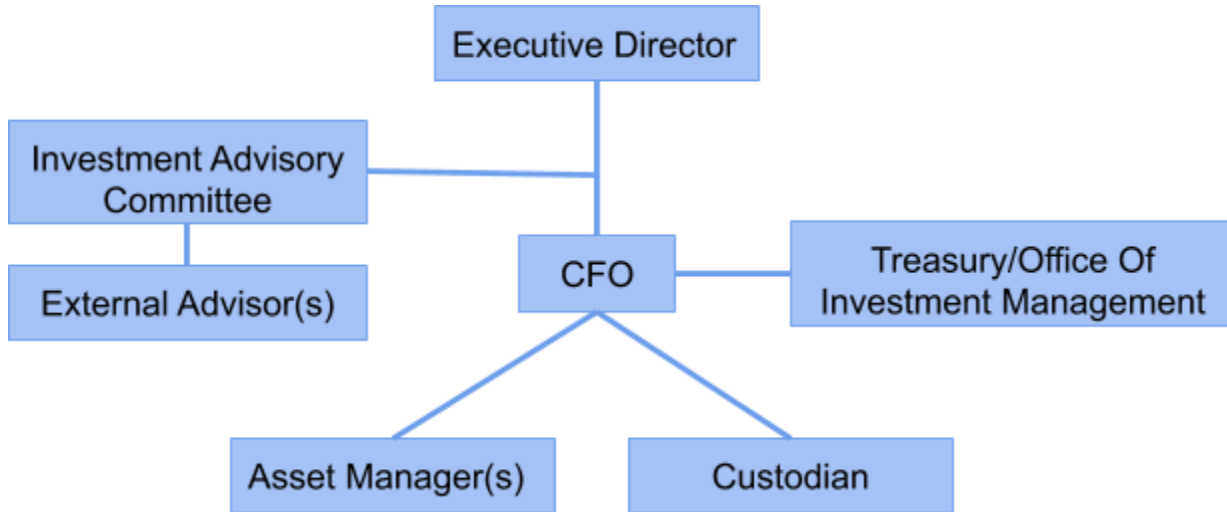 Executive Director
Investment Advisory
Committee
External Advisor(s)
CFO
Treasury/Office Of
Investment Management
Asset Manager(s)
Custodian